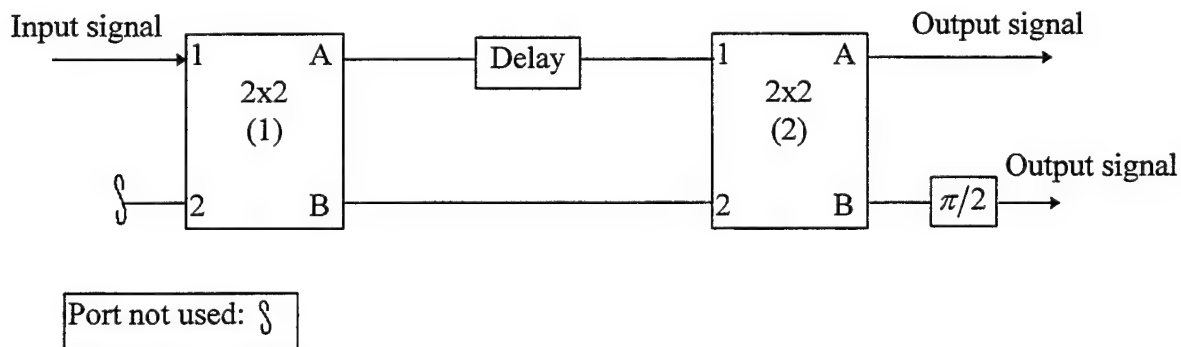 Input signal
Output signal
1 A
Delay
1 A
2x2
(1)
2x2
(2)
Output signal
2 B
2 B
π/2
Port not used: